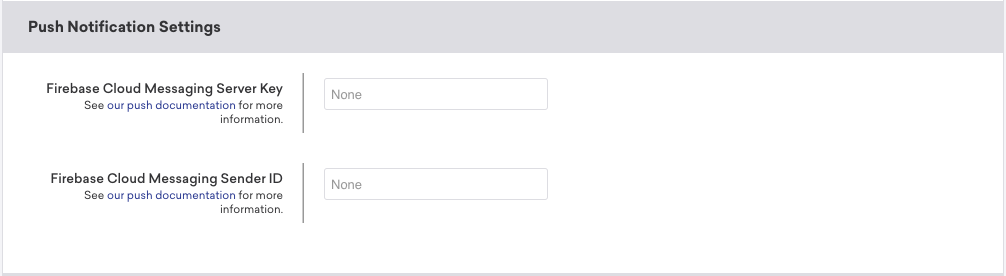 Push Notification Settings
Firebase Cloud Messaging Server Key
None
See our push documentation for more
information.
Firebase Cloud Messaging Sender ID
None
See our push documentation for more
information.